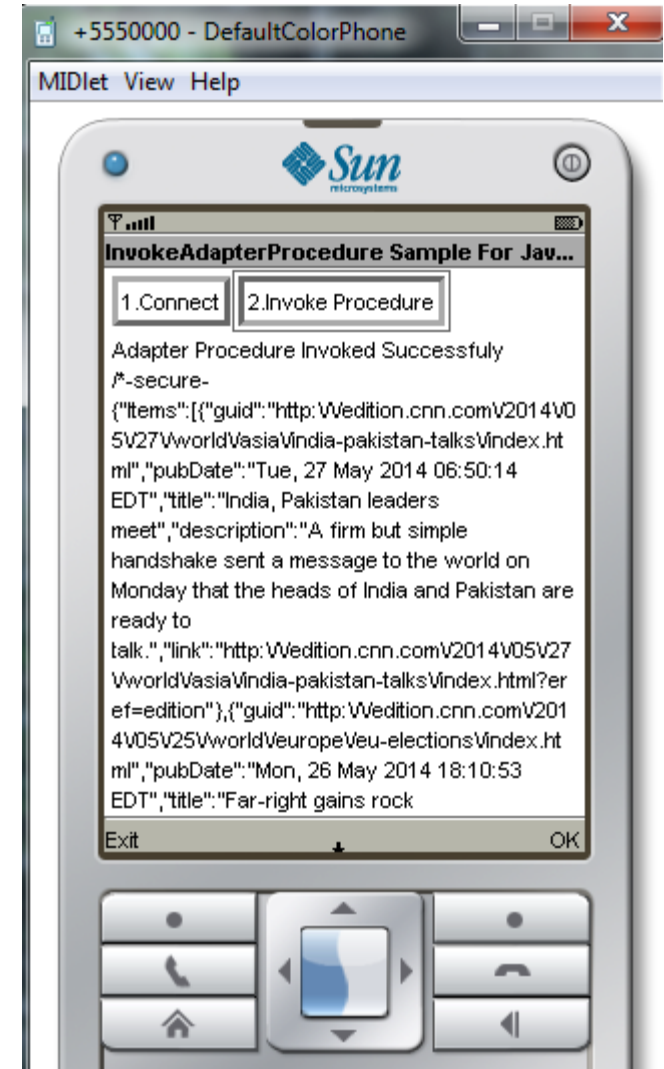 +5550000 - DefaultColorPhone
MIDlet View Help
Sun
microsystems
InvokeAdapterProcedure Sample For Jav...
1.Connect 2.Invoke Procedure
Adapter Procedure Invoked Successfuly
/*-secure-
{"Items":[{"guid":"http:\/\/edition.cnn.com\/2014\/0
5\/27\/world\/asia\/india-pakistan-talks\/index.ht
ml","pubDate":"Tue, 27 May 2014 06:50:14
EDT","title":"India, Pakistan leaders
meet","description":"A firm but simple
handshake sent a message to the world on
Monday that the heads of India and Pakistan are
ready to
talk.","link":"http:\/\/edition.cnn.com\/2014\/05\/27
\/world\/asia\/india-pakistan-talks\/index.html?er
ef=edition"},{"guid":"http:\/\/edition.cnn.com\/201
4\/05\/25\/world\/europe\/eu-elections\/index.ht
ml","pubDate":"Mon, 26 May 2014 18:10:53
EDT","title":"Far-right gains rock
Exit OK